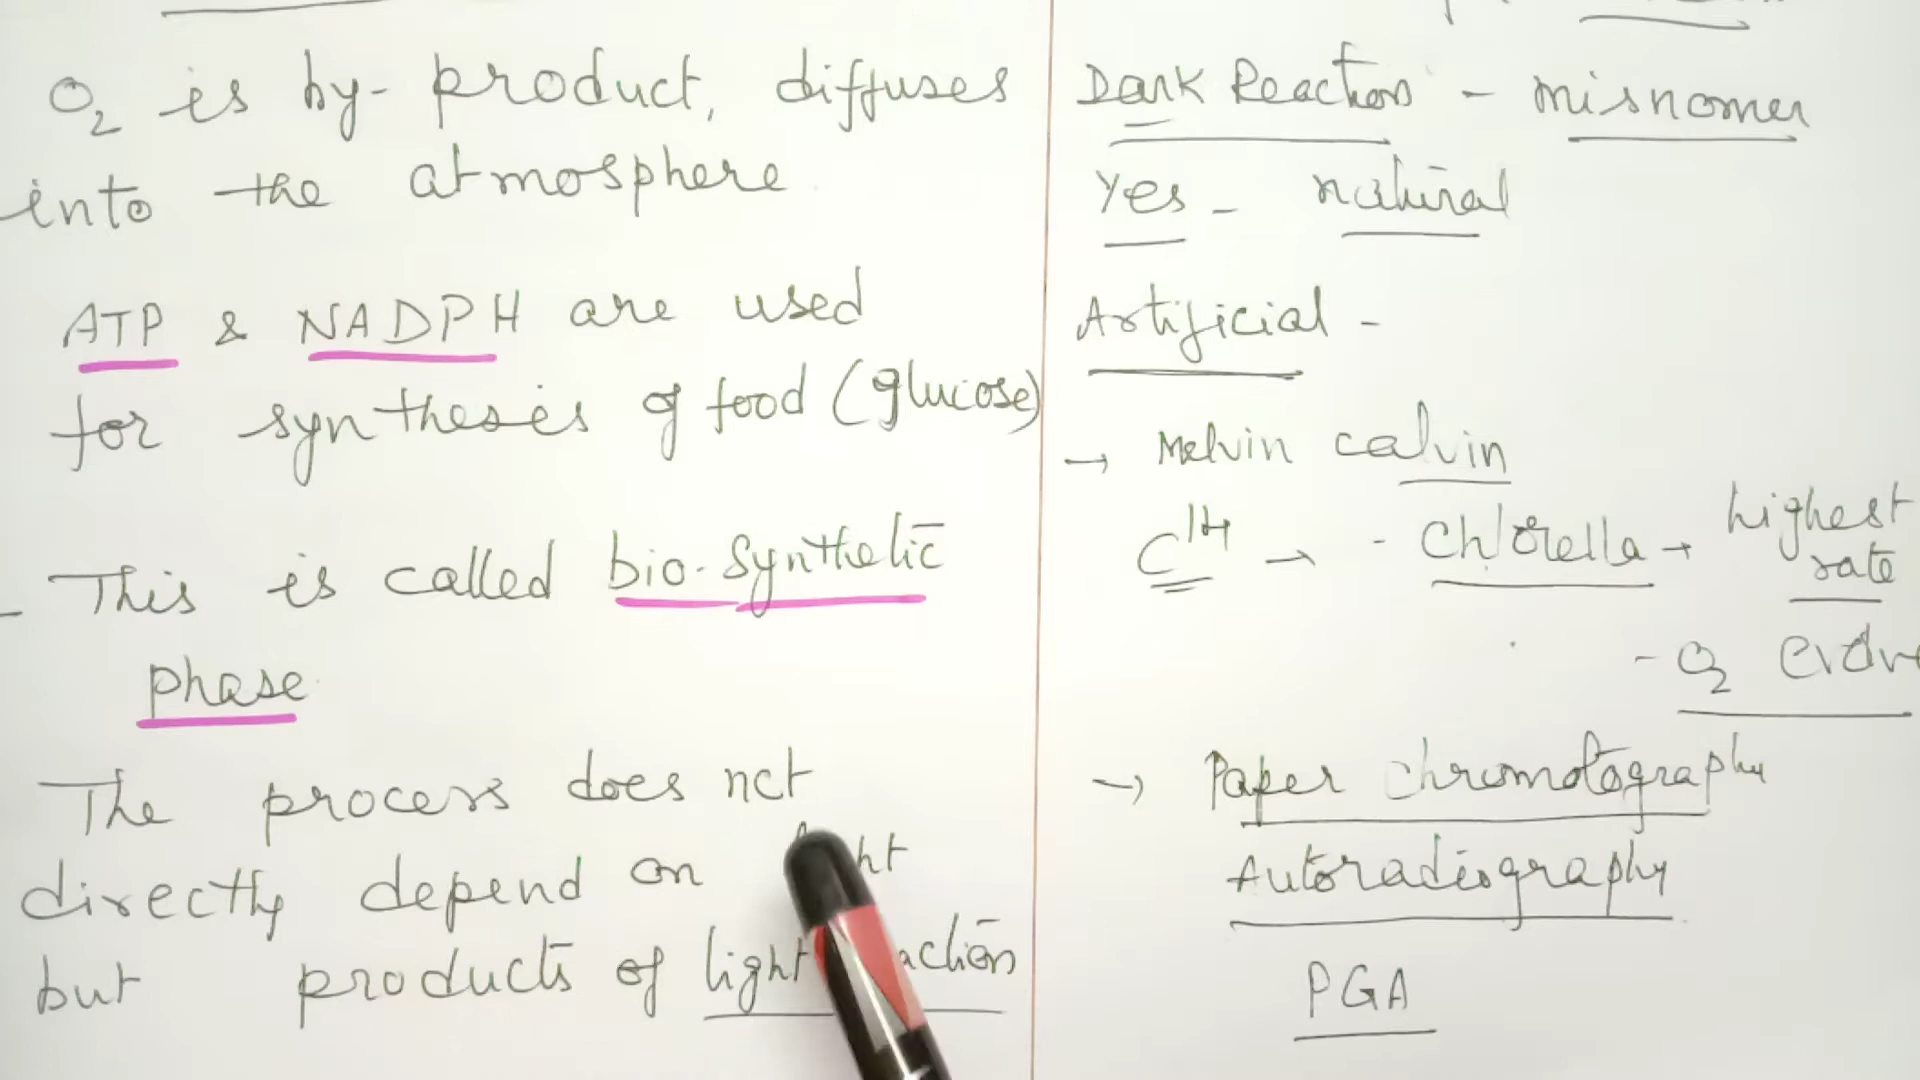 O2 is by-product, diffuses
into the atmosphere
ATP & NADPH are used
for synthesis of food (glucose)
- This is called bio-synthetic
phase
The process does not
directly depend on
but products of light
Dark Reaction - misnomer
Yes - natural
Artificial -
→ Melvin calvin
C14 → - Chlorella → highest
rate
- O2
→ Paper chromotography
Autoradiography
PGA